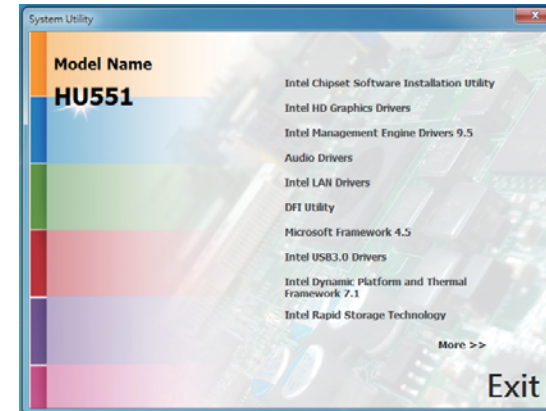 System Utility
Model Name
HU551
Intel Chipset Software Installation Utility
Intel HD Graphics Drivers
Intel Management Engine Drivers 9.5
Audio Drivers
Intel LAN Drivers
DFI Utility
Microsoft Framework 4.5
Intel USB3.0 Drivers
Intel Dynamic Platform and Thermal
Framework 7.1
Intel Rapid Storage Technology
More >>
Exit